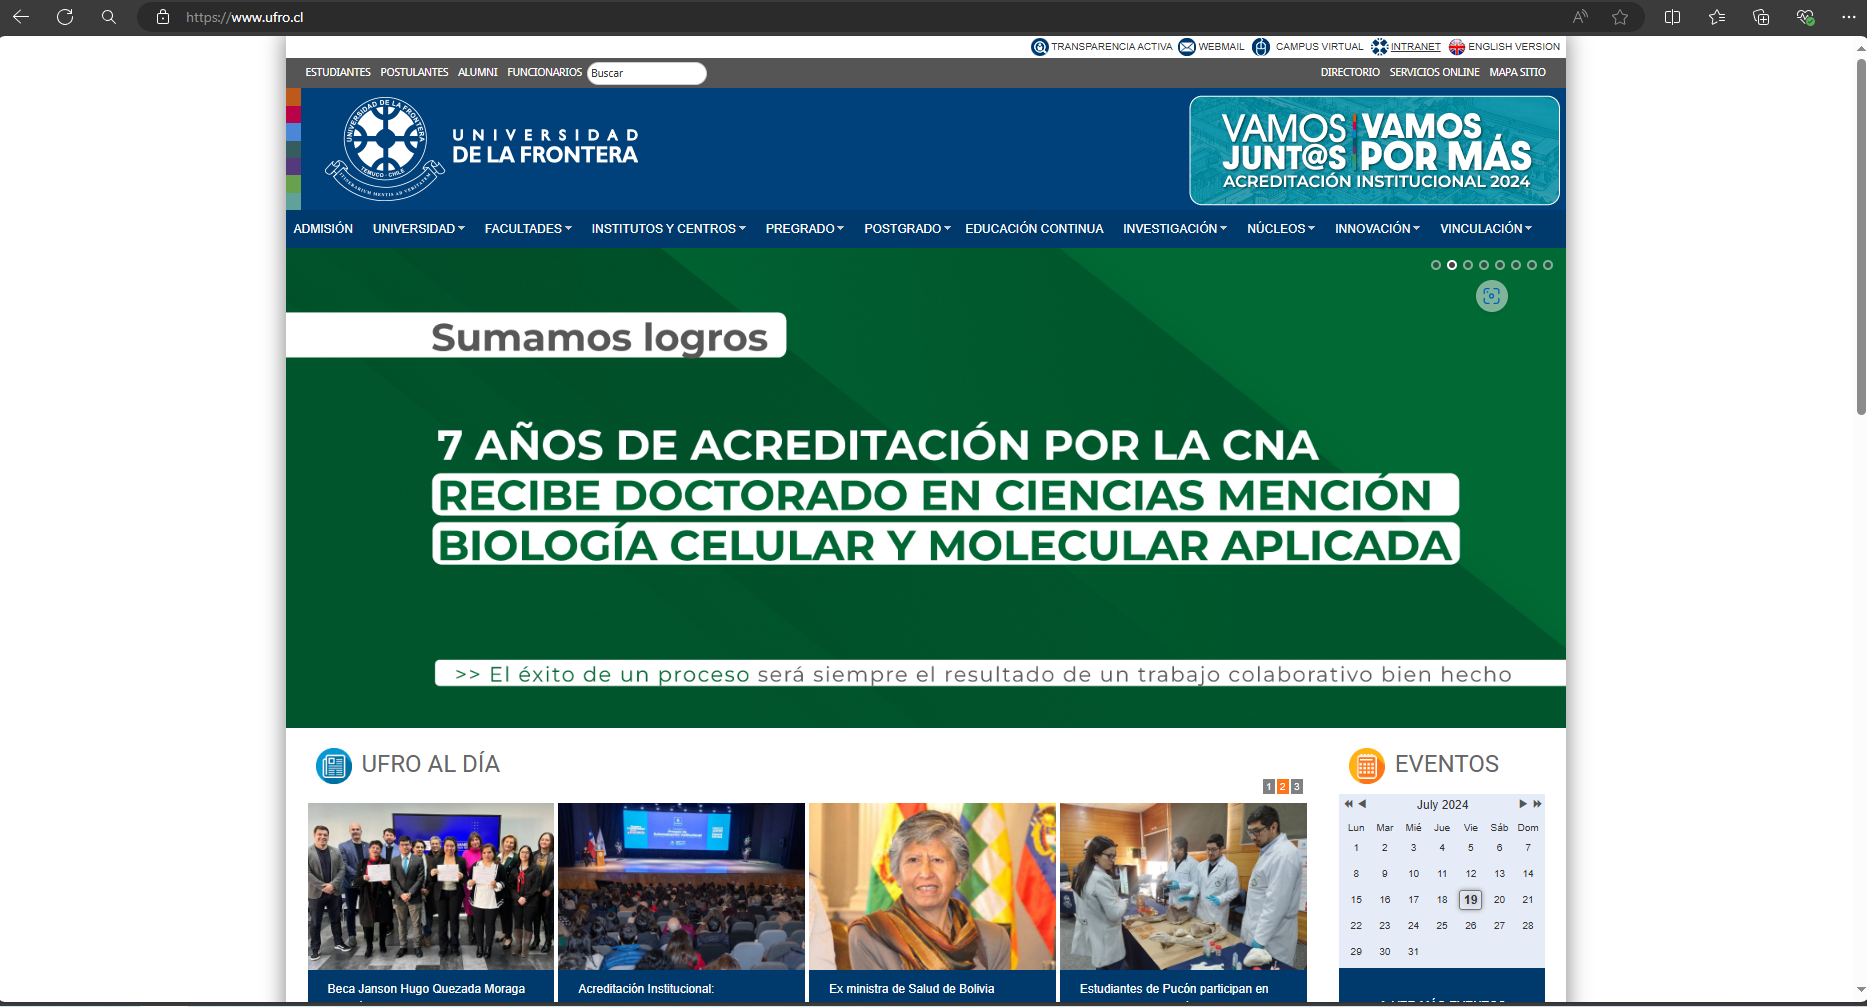 https://www.ufro.cl
TRANSPARENCIA ACTIVA WEBMAIL CAMPUS VIRTUAL INTRANET ENGLISH VERSION
ESTUDIANTES POSTULANTES ALUMNI FUNCIONARIOS Buscar DIRECTORIO SERVICIOS ONLINE MAPA SITIO
UNIVERSIDAD DE LA FRONTERA
TEMUCO - CHILE
UNIVERSIDAD
DE LA FRONTERA
VAMOS JUNT@S
VAMOS POR MÁS
ACREDITACIÓN INSTITUCIONAL 2024
ADMISIÓN UNIVERSIDAD FACULTADES INSTITUTOS Y CENTROS PREGRADO POSTGRADO EDUCACIÓN CONTINUA INVESTIGACIÓN NÚCLEOS INNOVACIÓN VINCULACIÓN
Sumamos logros
7 AÑOS DE ACREDITACIÓN POR LA CNA
RECIBE DOCTORADO EN CIENCIAS MENCIÓN
BIOLOGÍA CELULAR Y MOLECULAR APLICADA
>> El éxito de un proceso será siempre el resultado de un trabajo colaborativo bien hecho
UFRO AL DÍA
1 2 3
Beca Janson Hugo Quezada Moraga
Acreditación Institucional:
Ex ministra de Salud de Bolivia
Estudiantes de Pucón participan en
EVENTOS
July 2024
Lun Mar Mié Jue Vie Sáb Dom
1 2 3 4 5 6 7
8 9 10 11 12 13 14
15 16 17 18 19 20 21
22 23 24 25 26 27 28
29 30 31